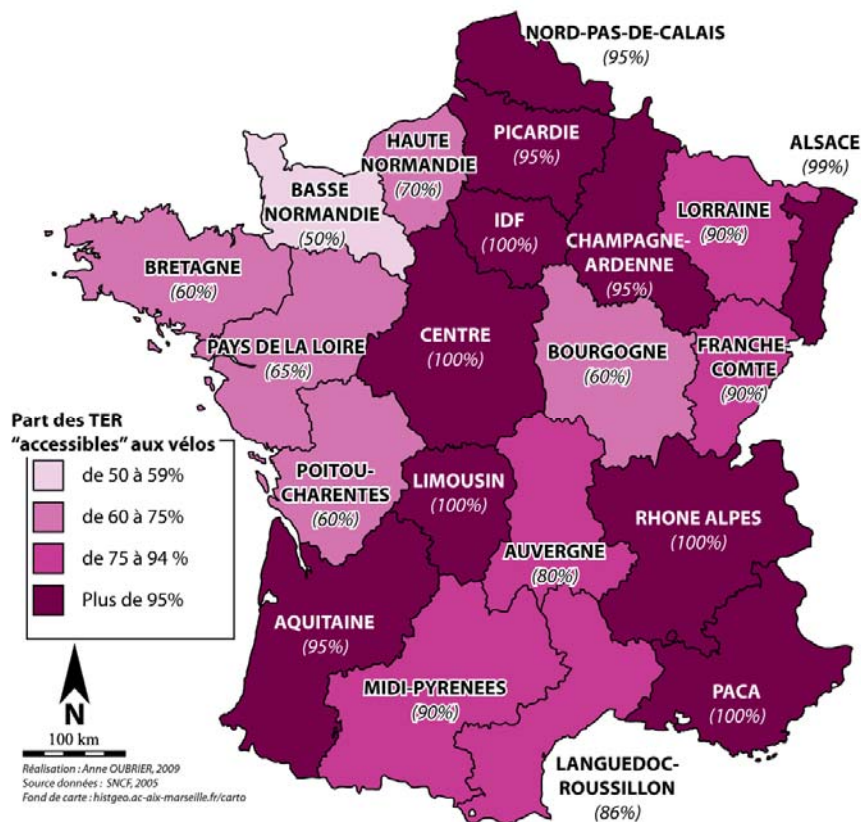 NORD-PAS-DE-CALAIS
(95%)
PICARDIE
(95%)
HAUTE
NORMANDIE
(70%)
ALSACE
(99%)
BASSE
NORMANDIE
(50%)
IDF
(100%)
LORRAINE
(90%)
CHAMPAGNE-
ARDENNE
(95%)
BRETAGNE
(60%)
PAYS DE LA LOIRE
(65%)
CENTRE
(100%)
BOURGOGNE
(60%)
FRANCHE-
COMTE
(90%)
POITOU-
CHARENTES
(60%)
LIMOUSIN
(100%)
AUVERGNE
(80%)
RHONE ALPES
(100%)
AQUITAINE
(95%)
MIDI-PYRENEES
(90%)
PACA
(100%)
LANGUEDOC-
ROUSSILLON
(86%)
Part des TER
"accessibles" aux vélos
de 50 à 59%
de 60 à 75%
de 75 à 94 %
Plus de 95%
N
100 km
Réalisation : Anne OUBRIER, 2009
Source données : SNCF, 2005
Fond de carte : histgeo.ac-aix-marseille.fr/carto